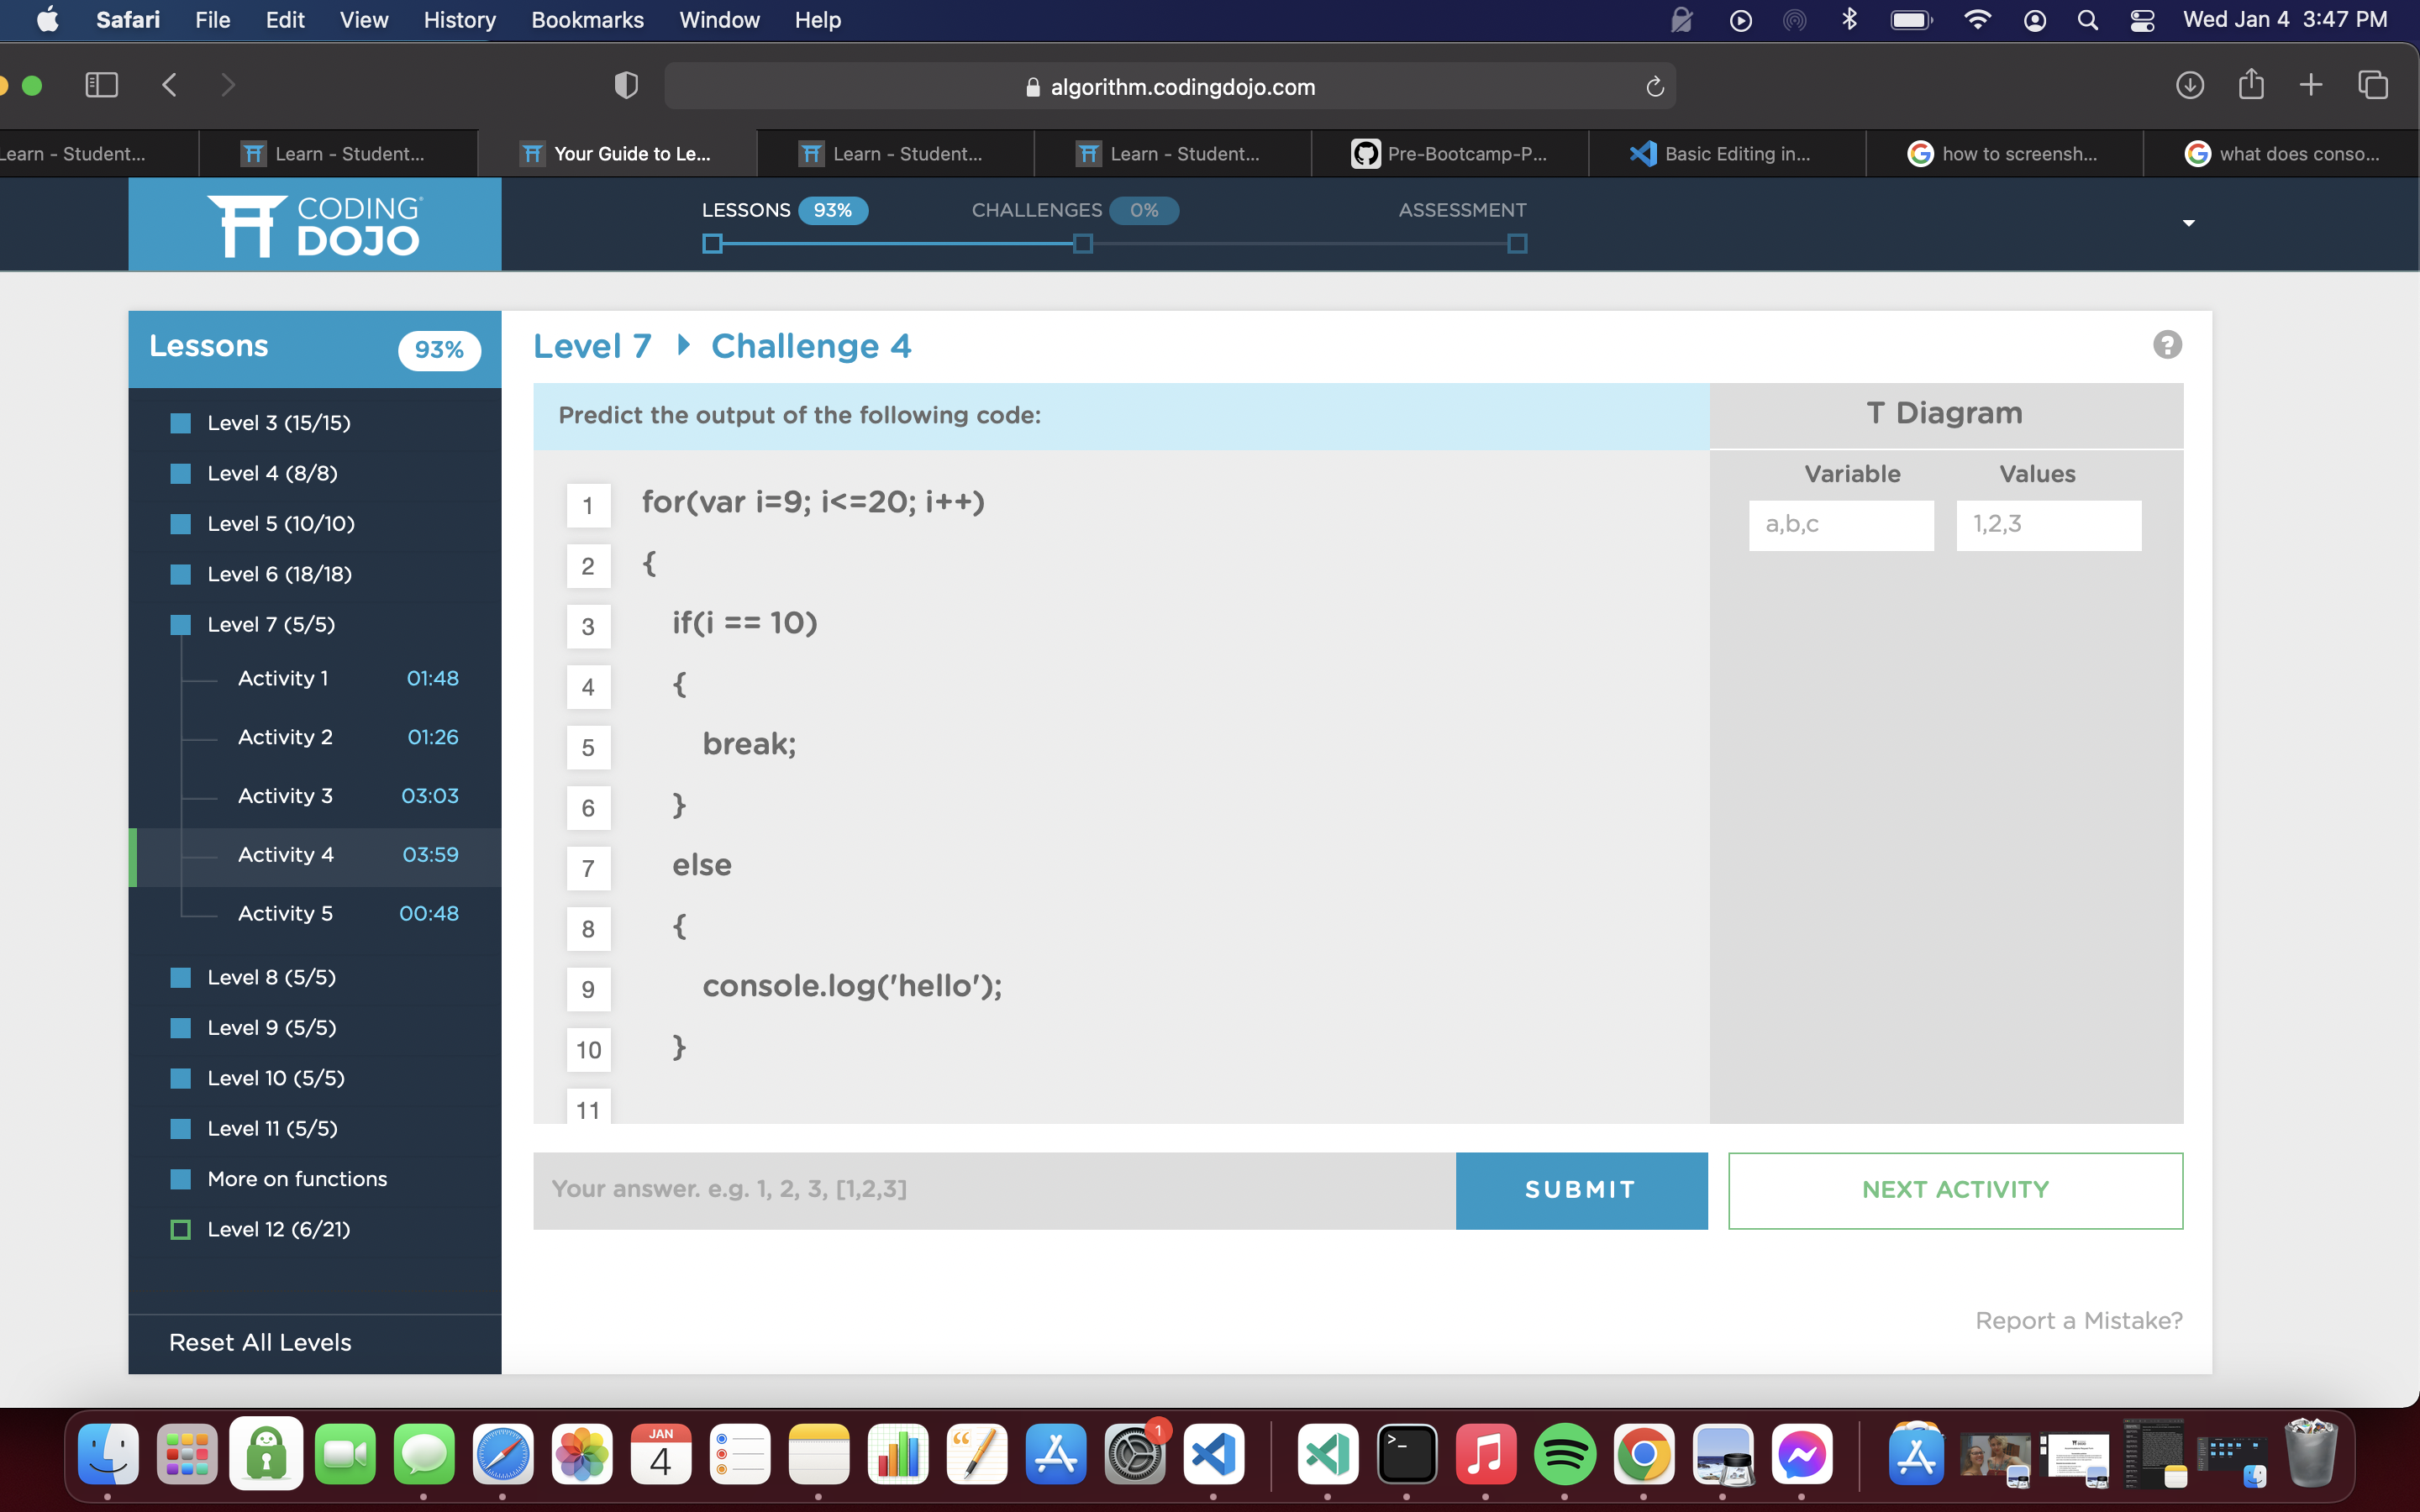 Safari File Edit View History Bookmarks Window Help Wed Jan 4 3:47 PM
algorithm.codingdojo.com
Learn - Student... Learn - Student... Your Guide to Le... Learn - Student... Learn - Student... Pre-Bootcamp-P... Basic Editing in... how to screensh... what does conso...
CODING
DOJO
LESSONS 93% CHALLENGES 0% ASSESSMENT
Lessons 93%
Level 3 (15/15)
Level 4 (8/8)
Level 5 (10/10)
Level 6 (18/18)
Level 7 (5/5)
Activity 1 01:48
Activity 2 01:26
Activity 3 03:03
Activity 4 03:59
Activity 5 00:48
Level 8 (5/5)
Level 9 (5/5)
Level 10 (5/5)
Level 11 (5/5)
More on functions
Level 12 (6/21)
Reset All Levels
Level 7 Challenge 4
?
Predict the output of the following code:
1 for(var i=9; i<=20; i++)
2 {
3 if(i == 10)
4 {
5 break;
6 }
7 else
8 {
9 console.log('hello');
10 }
11
T Diagram
Variable Values
a,b,c 1,2,3
Your answer. e.g. 1, 2, 3, [1,2,3]
SUBMIT
NEXT ACTIVITY
Report a Mistake?
JAN
4
1